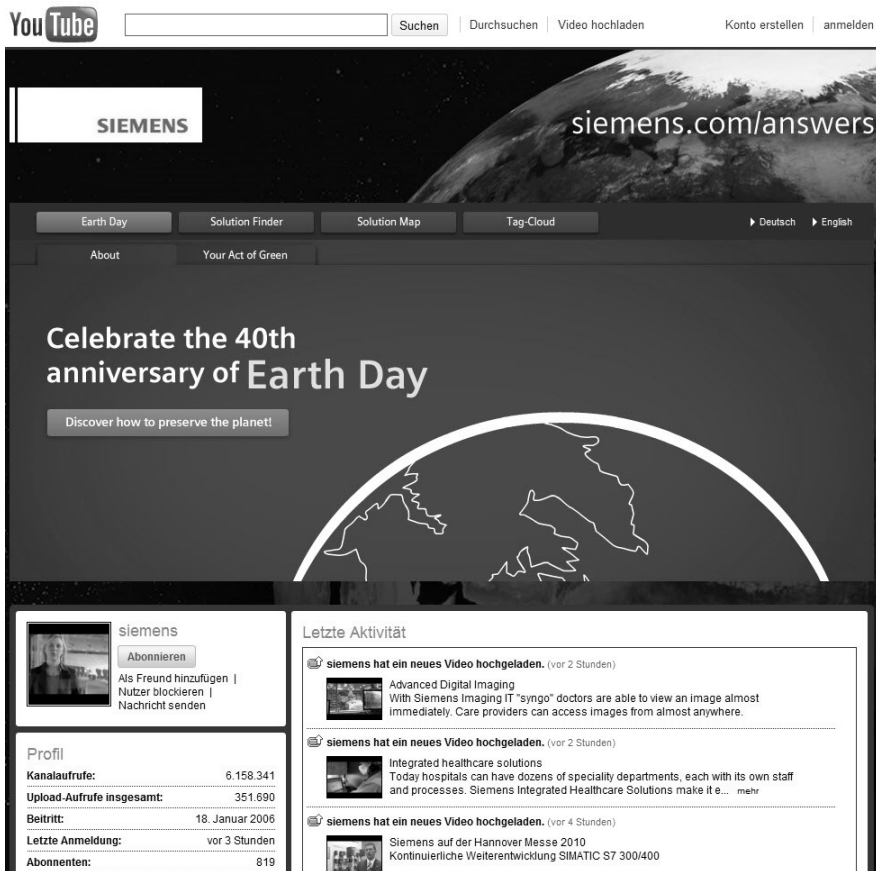 YouTube
Suchen
Durchsuchen
Video hochladen
Konto erstellen
anmelden
SIEMENS
siemens.com/answers
Earth Day
Solution Finder
Solution Map
Tag-Cloud
Deutsch
English
About
Your Act of Green
Celebrate the 40th
anniversary of Earth Day
Discover how to preserve the planet!
siemens
Abonnieren
Als Freund hinzufügen |
Nutzer blockieren |
Nachricht senden
Profil
Kanalaufrufe: 6.158.341
Upload-Aufrufe insgesamt: 351.690
Beitritt: 18. Januar 2006
Letzte Anmeldung: vor 3 Stunden
Abonnenten: 819
Letzte Aktivität
siemens hat ein neues Video hochgeladen. (vor 2 Stunden)
Advanced Digital Imaging
With Siemens Imaging IT "syngo" doctors are able to view an image almost
immediately. Care providers can access images from almost anywhere.
siemens hat ein neues Video hochgeladen. (vor 2 Stunden)
Integrated healthcare solutions
Today hospitals can have dozens of speciality departments, each with its own staff
and processes. Siemens Integrated Healthcare Solutions make it e... mehr
siemens hat ein neues Video hochgeladen. (vor 4 Stunden)
Siemens auf der Hannover Messe 2010
Kontinuierliche Weiterentwicklung SIMATIC S7 300/400